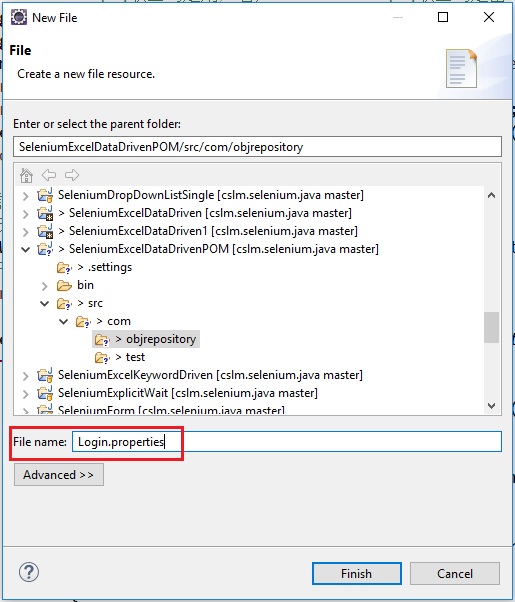 New File
File
Create a new file resource.
Enter or select the parent folder:
SeleniumExcelDataDrivenPOM/src/com/objrepository
SeleniumDropDownListSingle [cslm.selenium.java master]
> SeleniumExcelDataDriven [cslm.selenium.java master]
> SeleniumExcelDataDriven1 [cslm.selenium.java master]
> SeleniumExcelDataDrivenPOM [cslm.selenium.java master]
> .settings
bin
> src
> com
> objrepository
> test
SeleniumExcelKeywordDriven [cslm.selenium.java master]
SeleniumExplicitWait [cslm.selenium.java master]
SeleniumForm [cslm.selenium.java master]
File name: Login.properties
Advanced >>
?
Finish Cancel